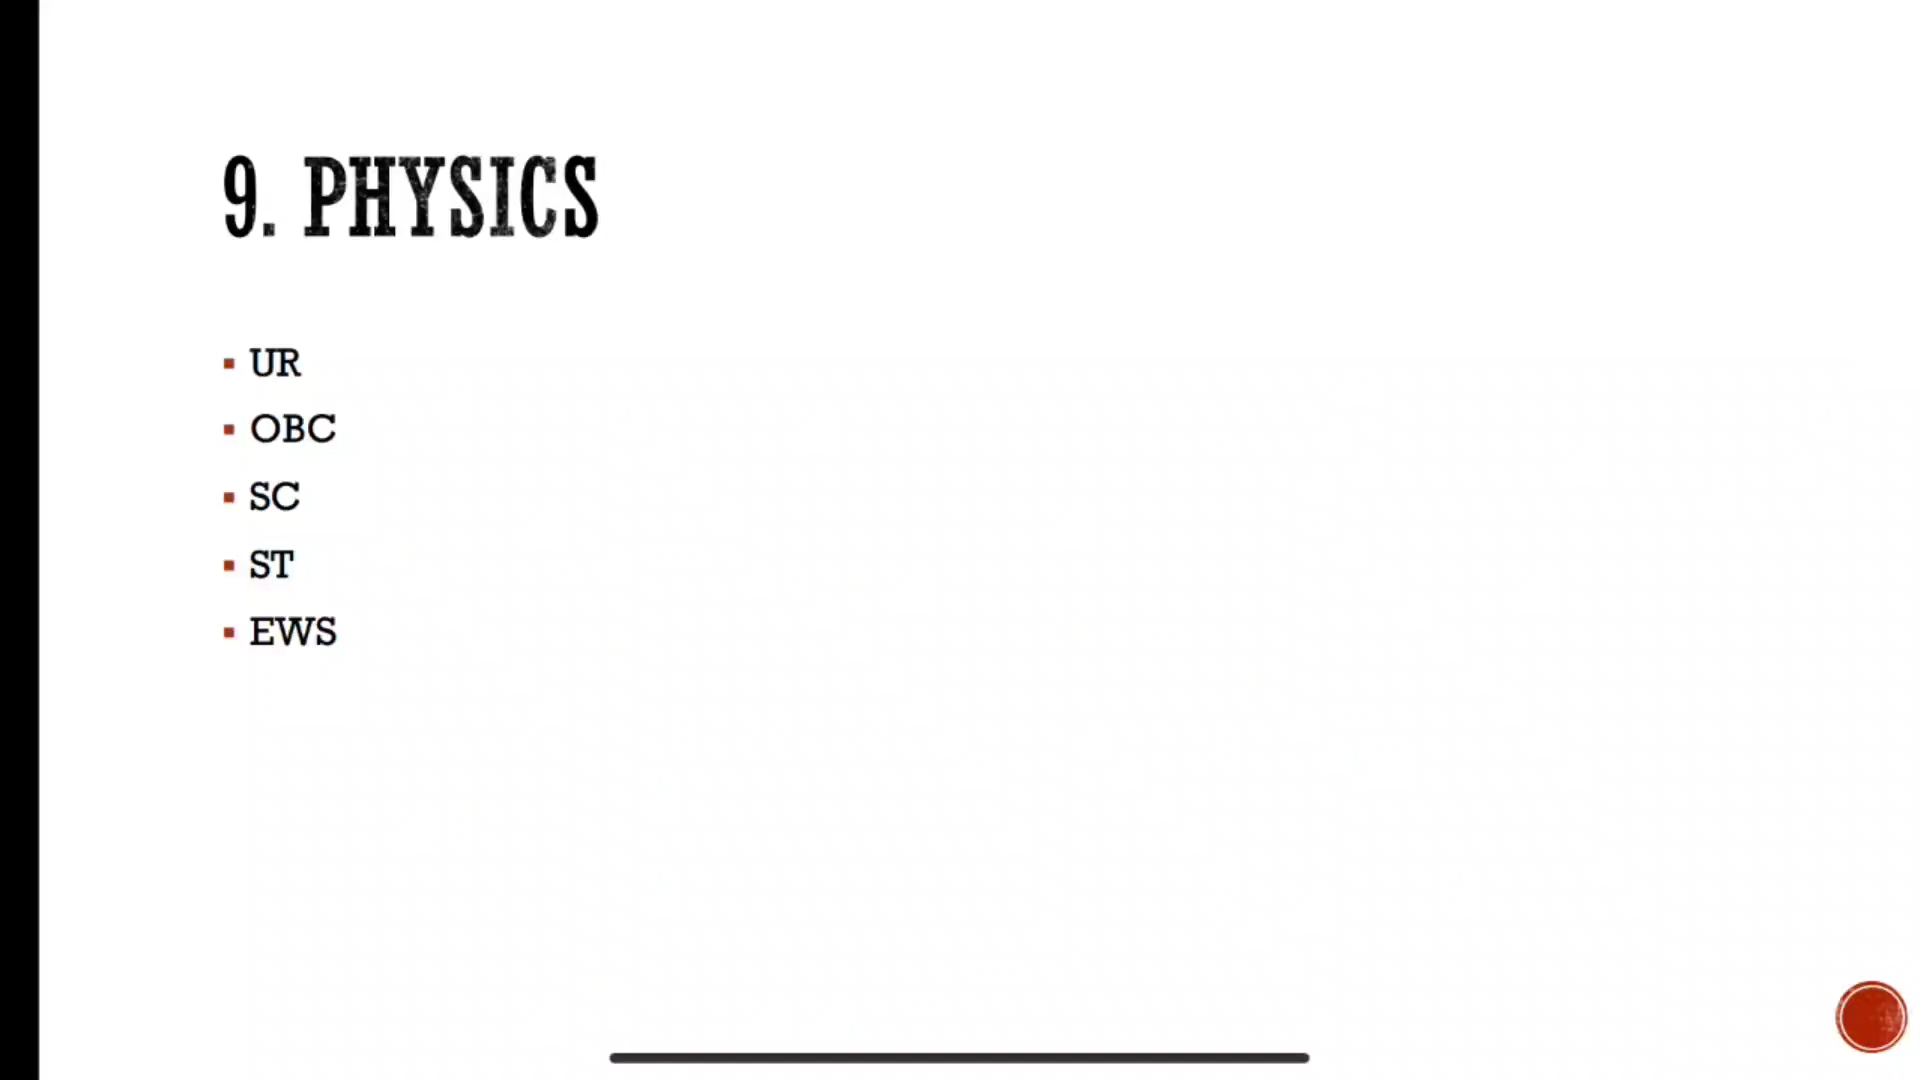 9. PHYSICS
▪ UR
▪ OBC
▪ SC
▪ ST
▪ EWS